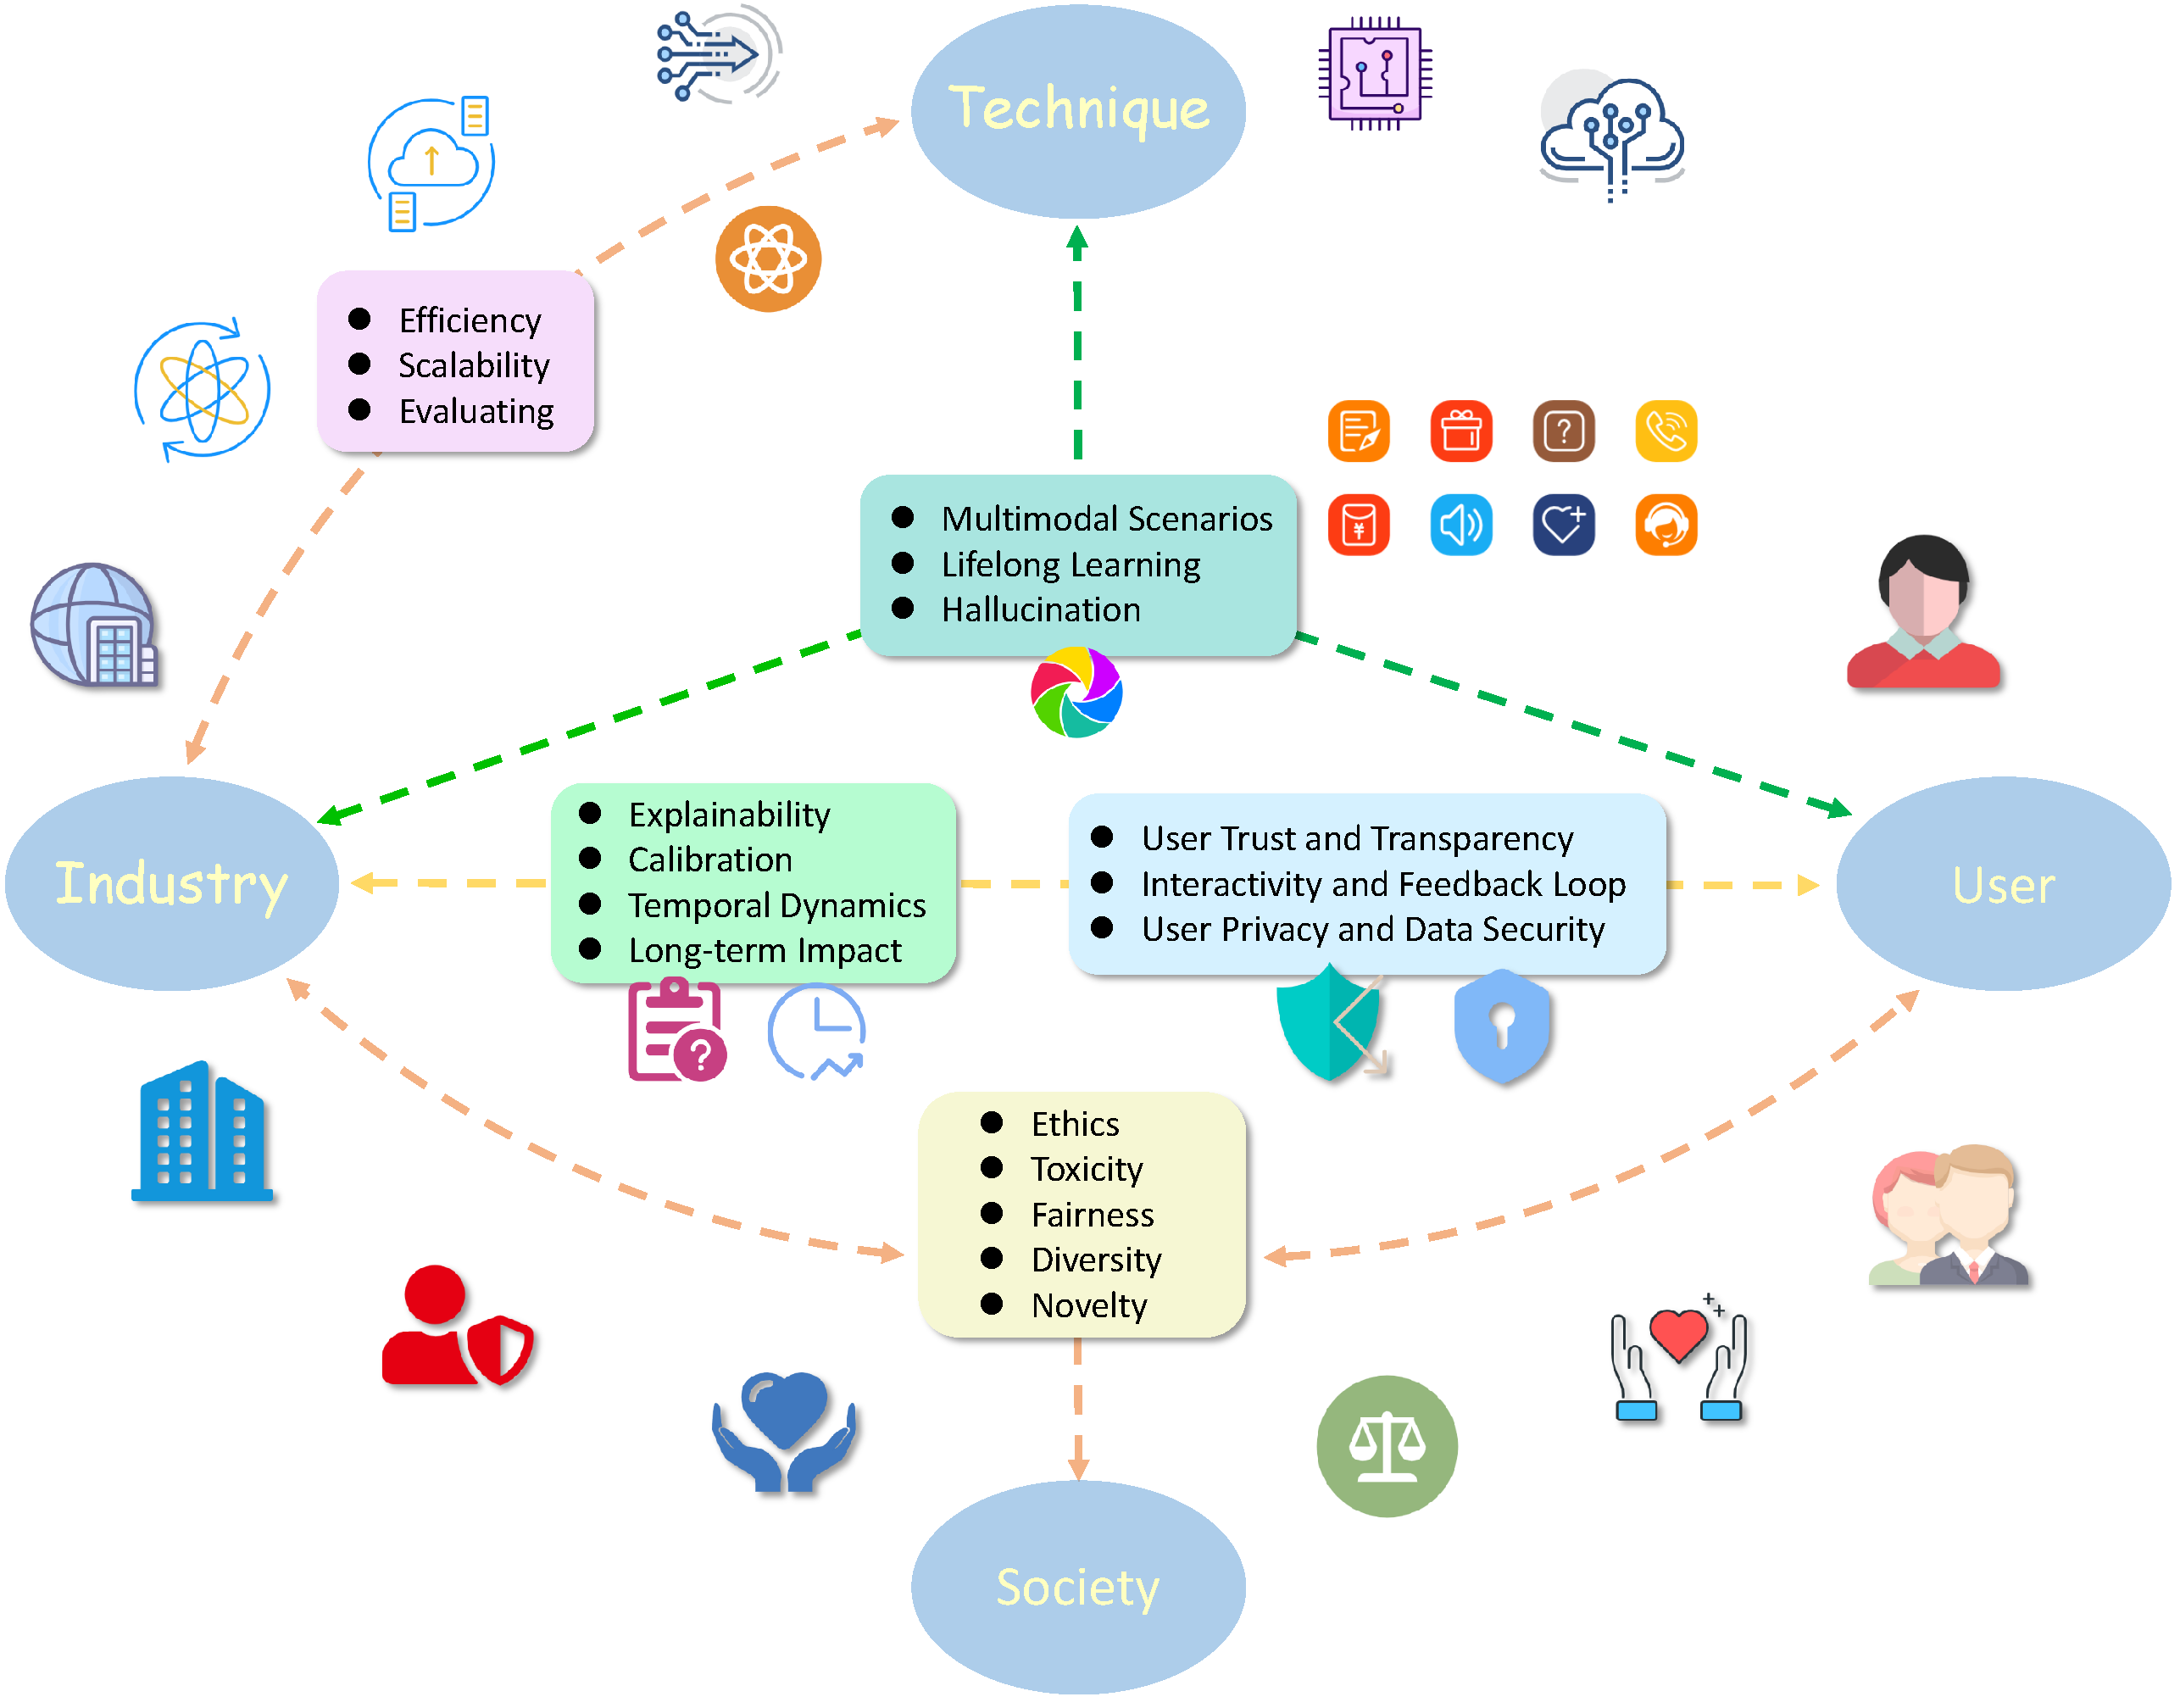 Technique
● Efficiency
● Scalability
● Evaluating
● Multimodal Scenarios
● Lifelong Learning
● Hallucination
Industry
● Explainability
● Calibration
● Temporal Dynamics
● Long-term Impact
● User Trust and Transparency
● Interactivity and Feedback Loop
● User Privacy and Data Security
User
● Ethics
● Toxicity
● Fairness
● Diversity
● Novelty
Society